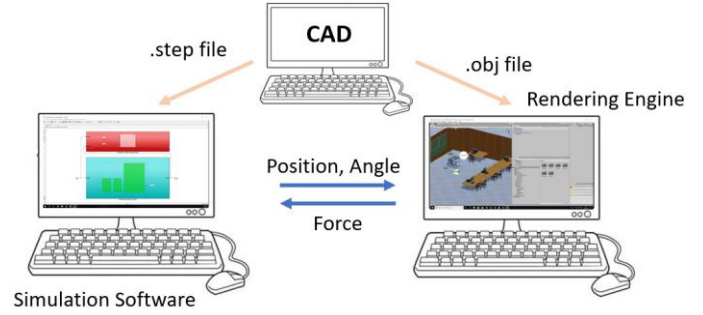 CAD
.step file
.obj file
Rendering Engine
Position, Angle
Force
Simulation Software